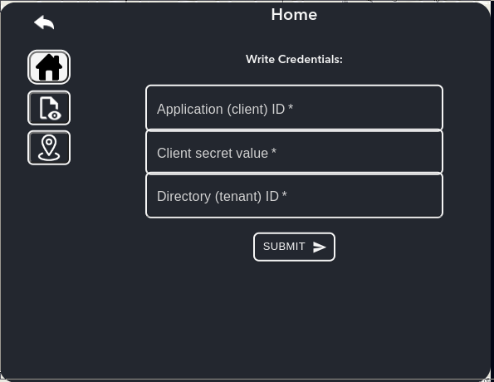 Home
Write Credentials:
Application (client) ID *
Client secret value *
Directory (tenant) ID *
SUBMIT